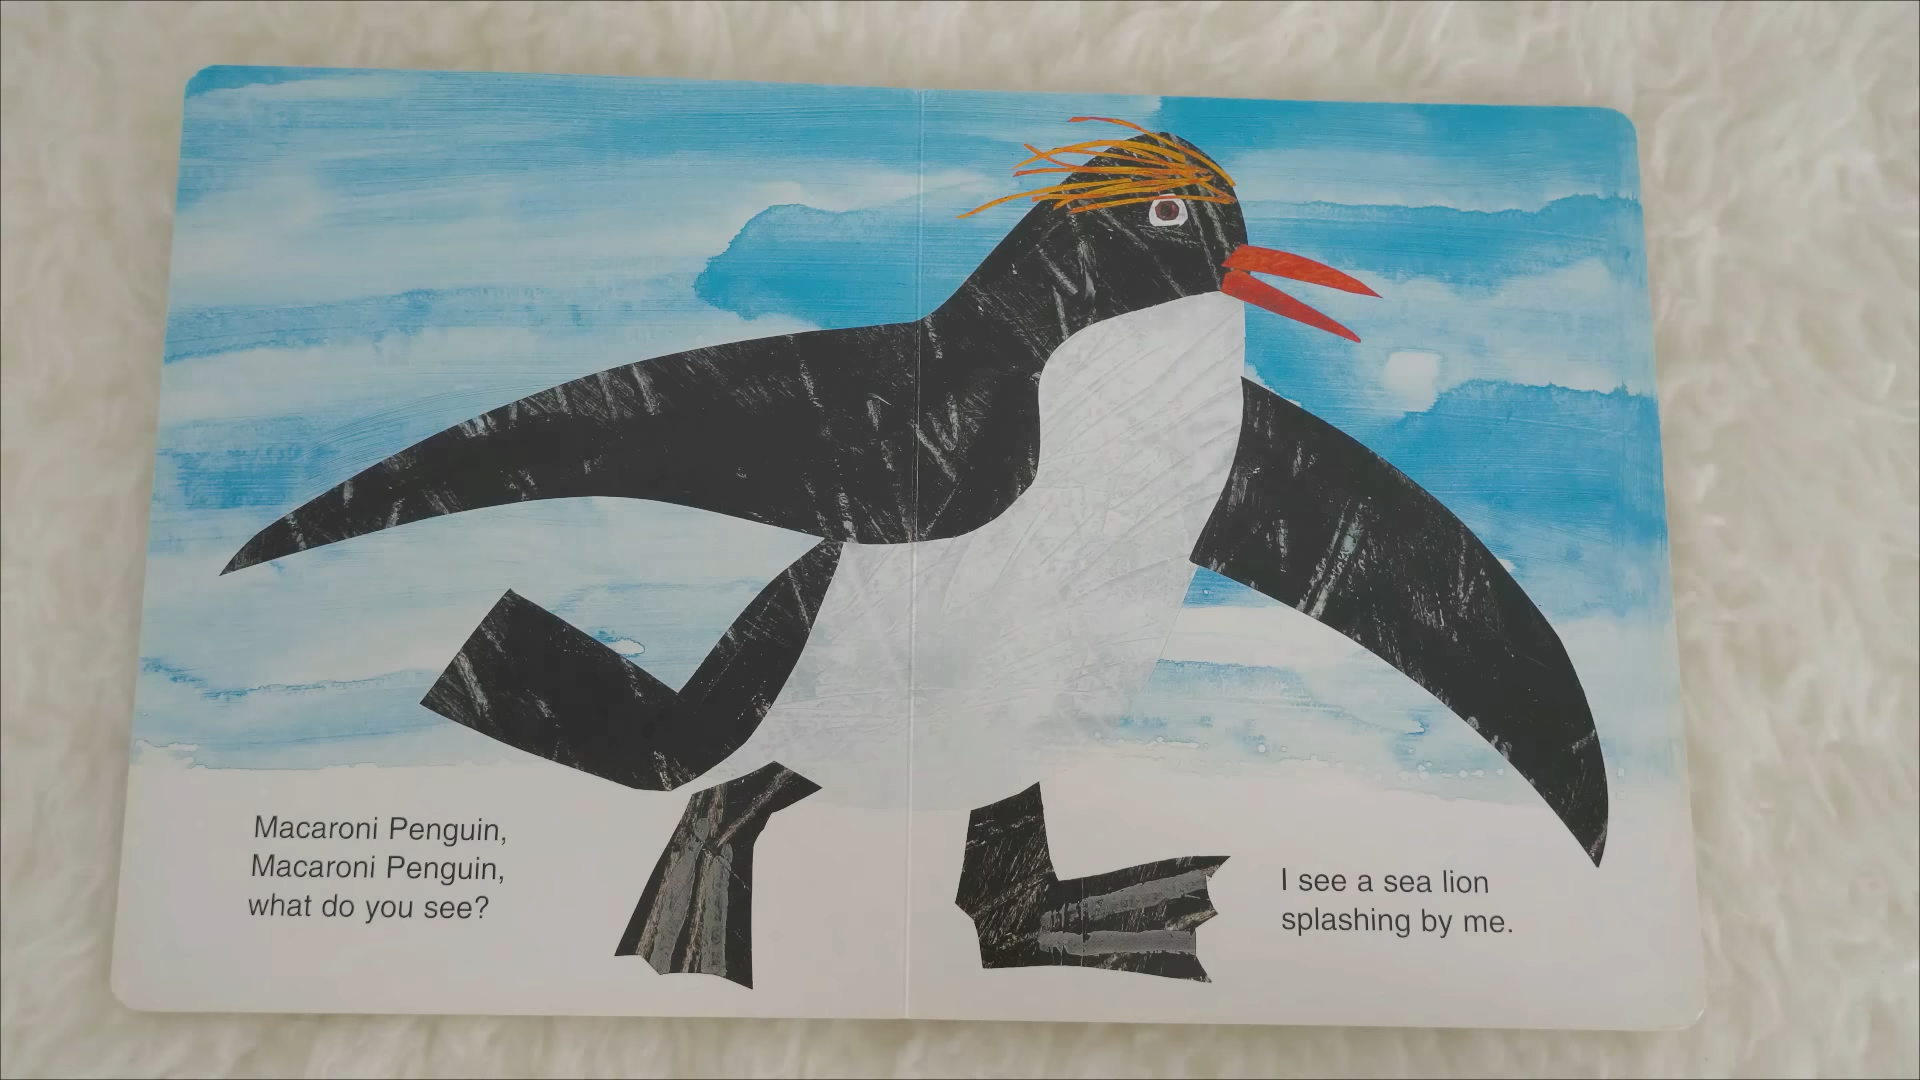 Macaroni Penguin,
Macaroni Penguin,
what do you see?
I see a sea lion
splashing by me.